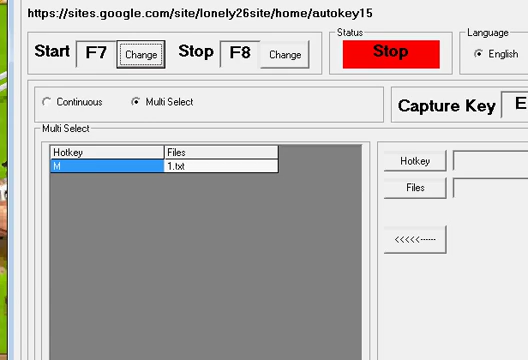 https://sites.google.com/site/lonely26site/home/autokey15
Start F7 Change Stop F8 Change
Status
Stop
Language
English
Continuous Multi Select
Capture Key E
Multi Select
Hotkey Files
M 1.txt
Hotkey
Files
<<<<<------